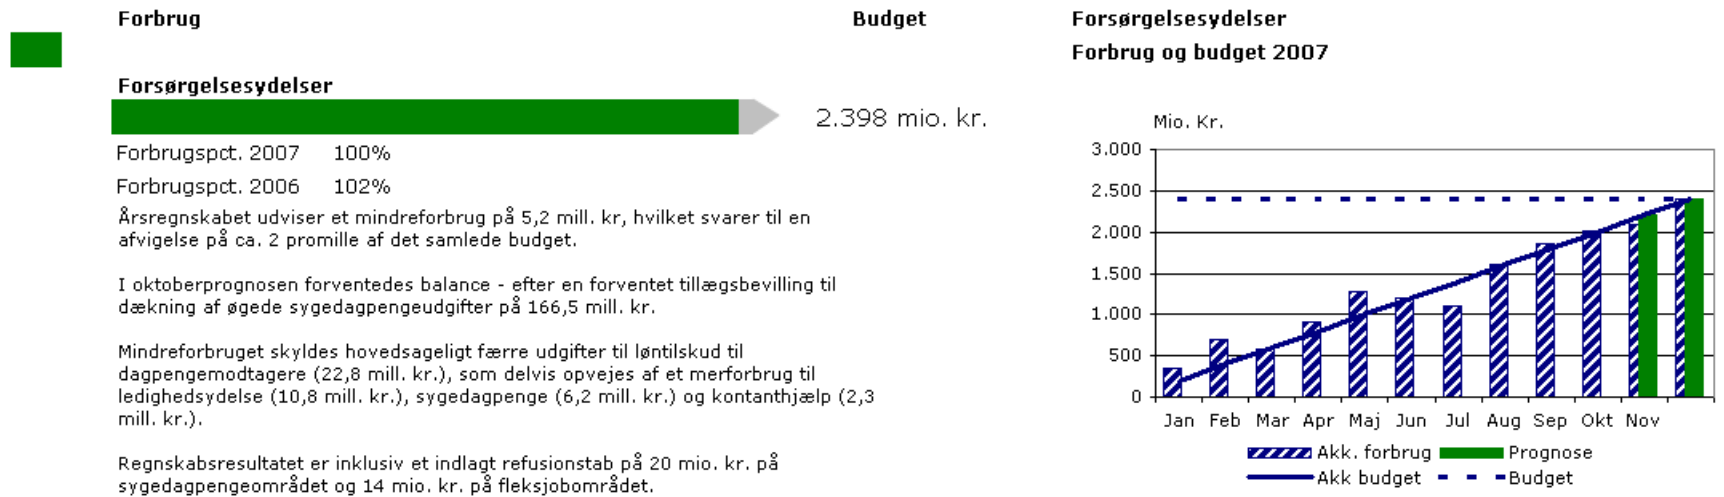 Forbrug
Budget
Forsørgelsesydelser
2.398 mio. kr.
Forbrugspct. 2007 100%
Forbrugspct. 2006 102%
Årsregnskabet udviser et mindreforbrug på 5,2 mill. kr, hvilket svarer til en
afvigelse på ca. 2 promille af det samlede budget.
I oktoberprognosen forventedes balance - efter en forventet tillægsbevilling til
dækning af øgede sygedagpengeudgifter på 166,5 mill. kr.
Mindreforbruget skyldes hovedsageligt færre udgifter til løntilskud til
dagpengemodtagere (22,8 mill. kr.), som delvis opvejes af et merforbrug til
ledighedsydelse (10,8 mill. kr.), sygedagpenge (6,2 mill. kr.) og kontanthjælp (2,3
mill. kr.).
Regnskabsresultatet er inklusiv et indlagt refusionstab på 20 mio. kr. på
sygedagpengeområdet og 14 mio. kr. på fleksjobområdet.
Forsørgelsesydelser
Forbrug og budget 2007
Mio. Kr.
3.000
2.500
2.000
1.500
1.000
500
0
Jan Feb Mar Apr Maj Jun Jul Aug Sep Okt Nov
Akk. forbrug Prognose
Akk budget Budget